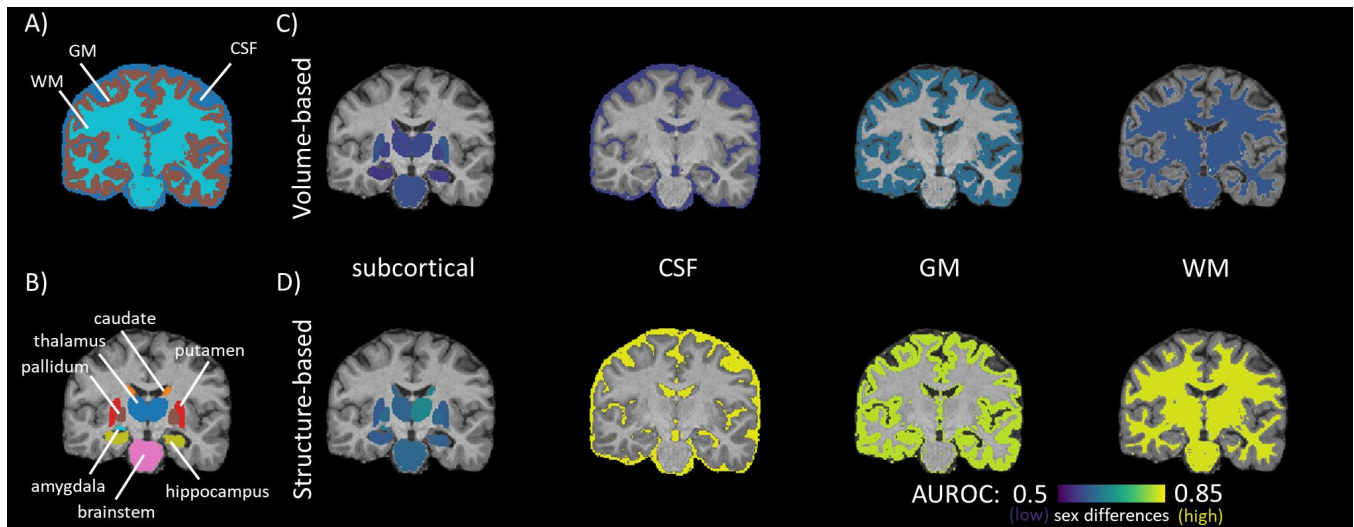 A)
GM
CSF
WM
C)
Volume-based
subcortical
CSF
GM
WM
B)
caudate
thalamus
putamen
pallidum
amygdala
hippocampus
brainstem
D)
Structure-based
AUROC: 0.5 0.85
(low) sex differences (high)